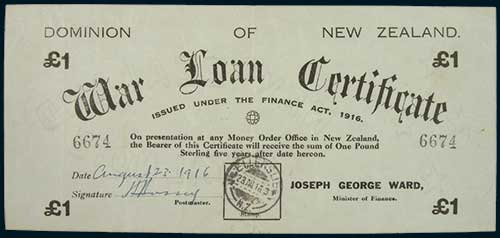 DOMINION OF NEW ZEALAND.
£1 £1
War Loan Certificate
ISSUED UNDER THE FINANCE ACT, 1916.
6674 6674
On presentation at any Money Order Office in New Zealand,
the Bearer of this Certificate will receive the sum of One Pound
Sterling five years after date hereon.
Date August 23 1916
Signature
Postmaster.
N.Z.
Stamp.
JOSEPH GEORGE WARD,
Minister of Finance.
£1 £1